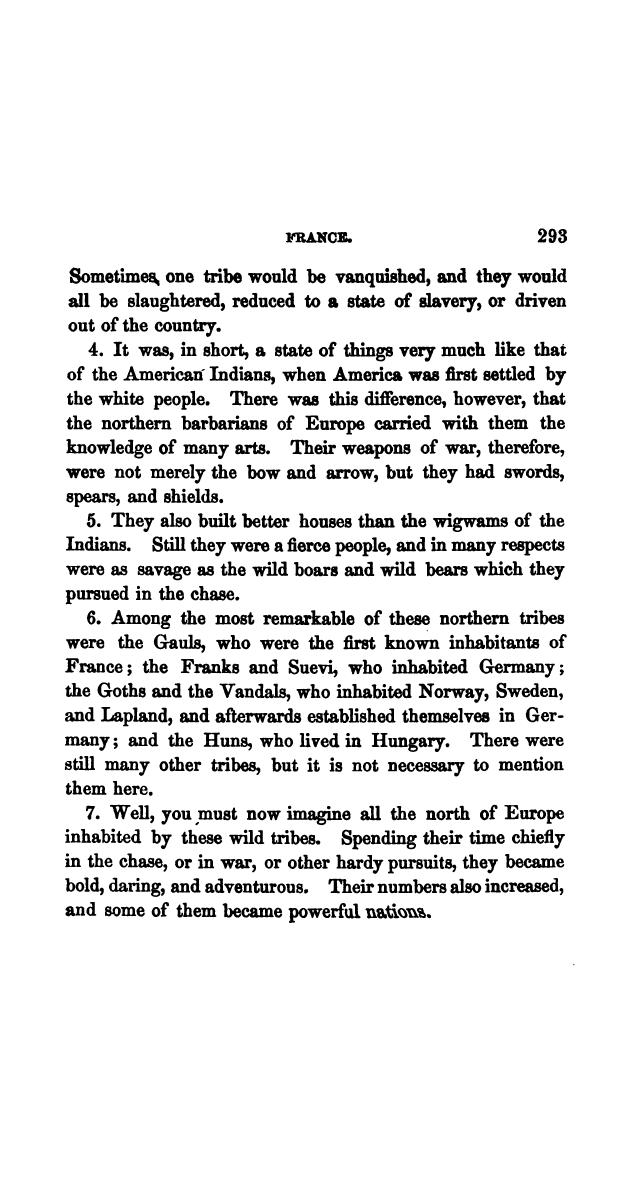 FRANCE. 293
Sometimes, one tribe would be vanquished, and they would
all be slaughtered, reduced to a state of slavery, or driven
out of the country.
4. It was, in short, a state of things very much like that
of the American Indians, when America was first settled by
the white people. There was this difference, however, that
the northern barbarians of Europe carried with them the
knowledge of many arts. Their weapons of war, therefore,
were not merely the bow and arrow, but they had swords,
spears, and shields.
5. They also built better houses than the wigwams of the
Indians. Still they were a fierce people, and in many respects
were as savage as the wild boars and wild bears which they
pursued in the chase.
6. Among the most remarkable of these northern tribes
were the Gauls, who were the first known inhabitants of
France; the Franks and Suevi, who inhabited Germany;
the Goths and the Vandals, who inhabited Norway, Sweden,
and Lapland, and afterwards established themselves in Ger-
many; and the Huns, who lived in Hungary. There were
still many other tribes, but it is not necessary to mention
them here.
7. Well, you must now imagine all the north of Europe
inhabited by these wild tribes. Spending their time chiefly
in the chase, or in war, or other hardy pursuits, they became
bold, daring, and adventurous. Their numbers also increased,
and some of them became powerful nations.